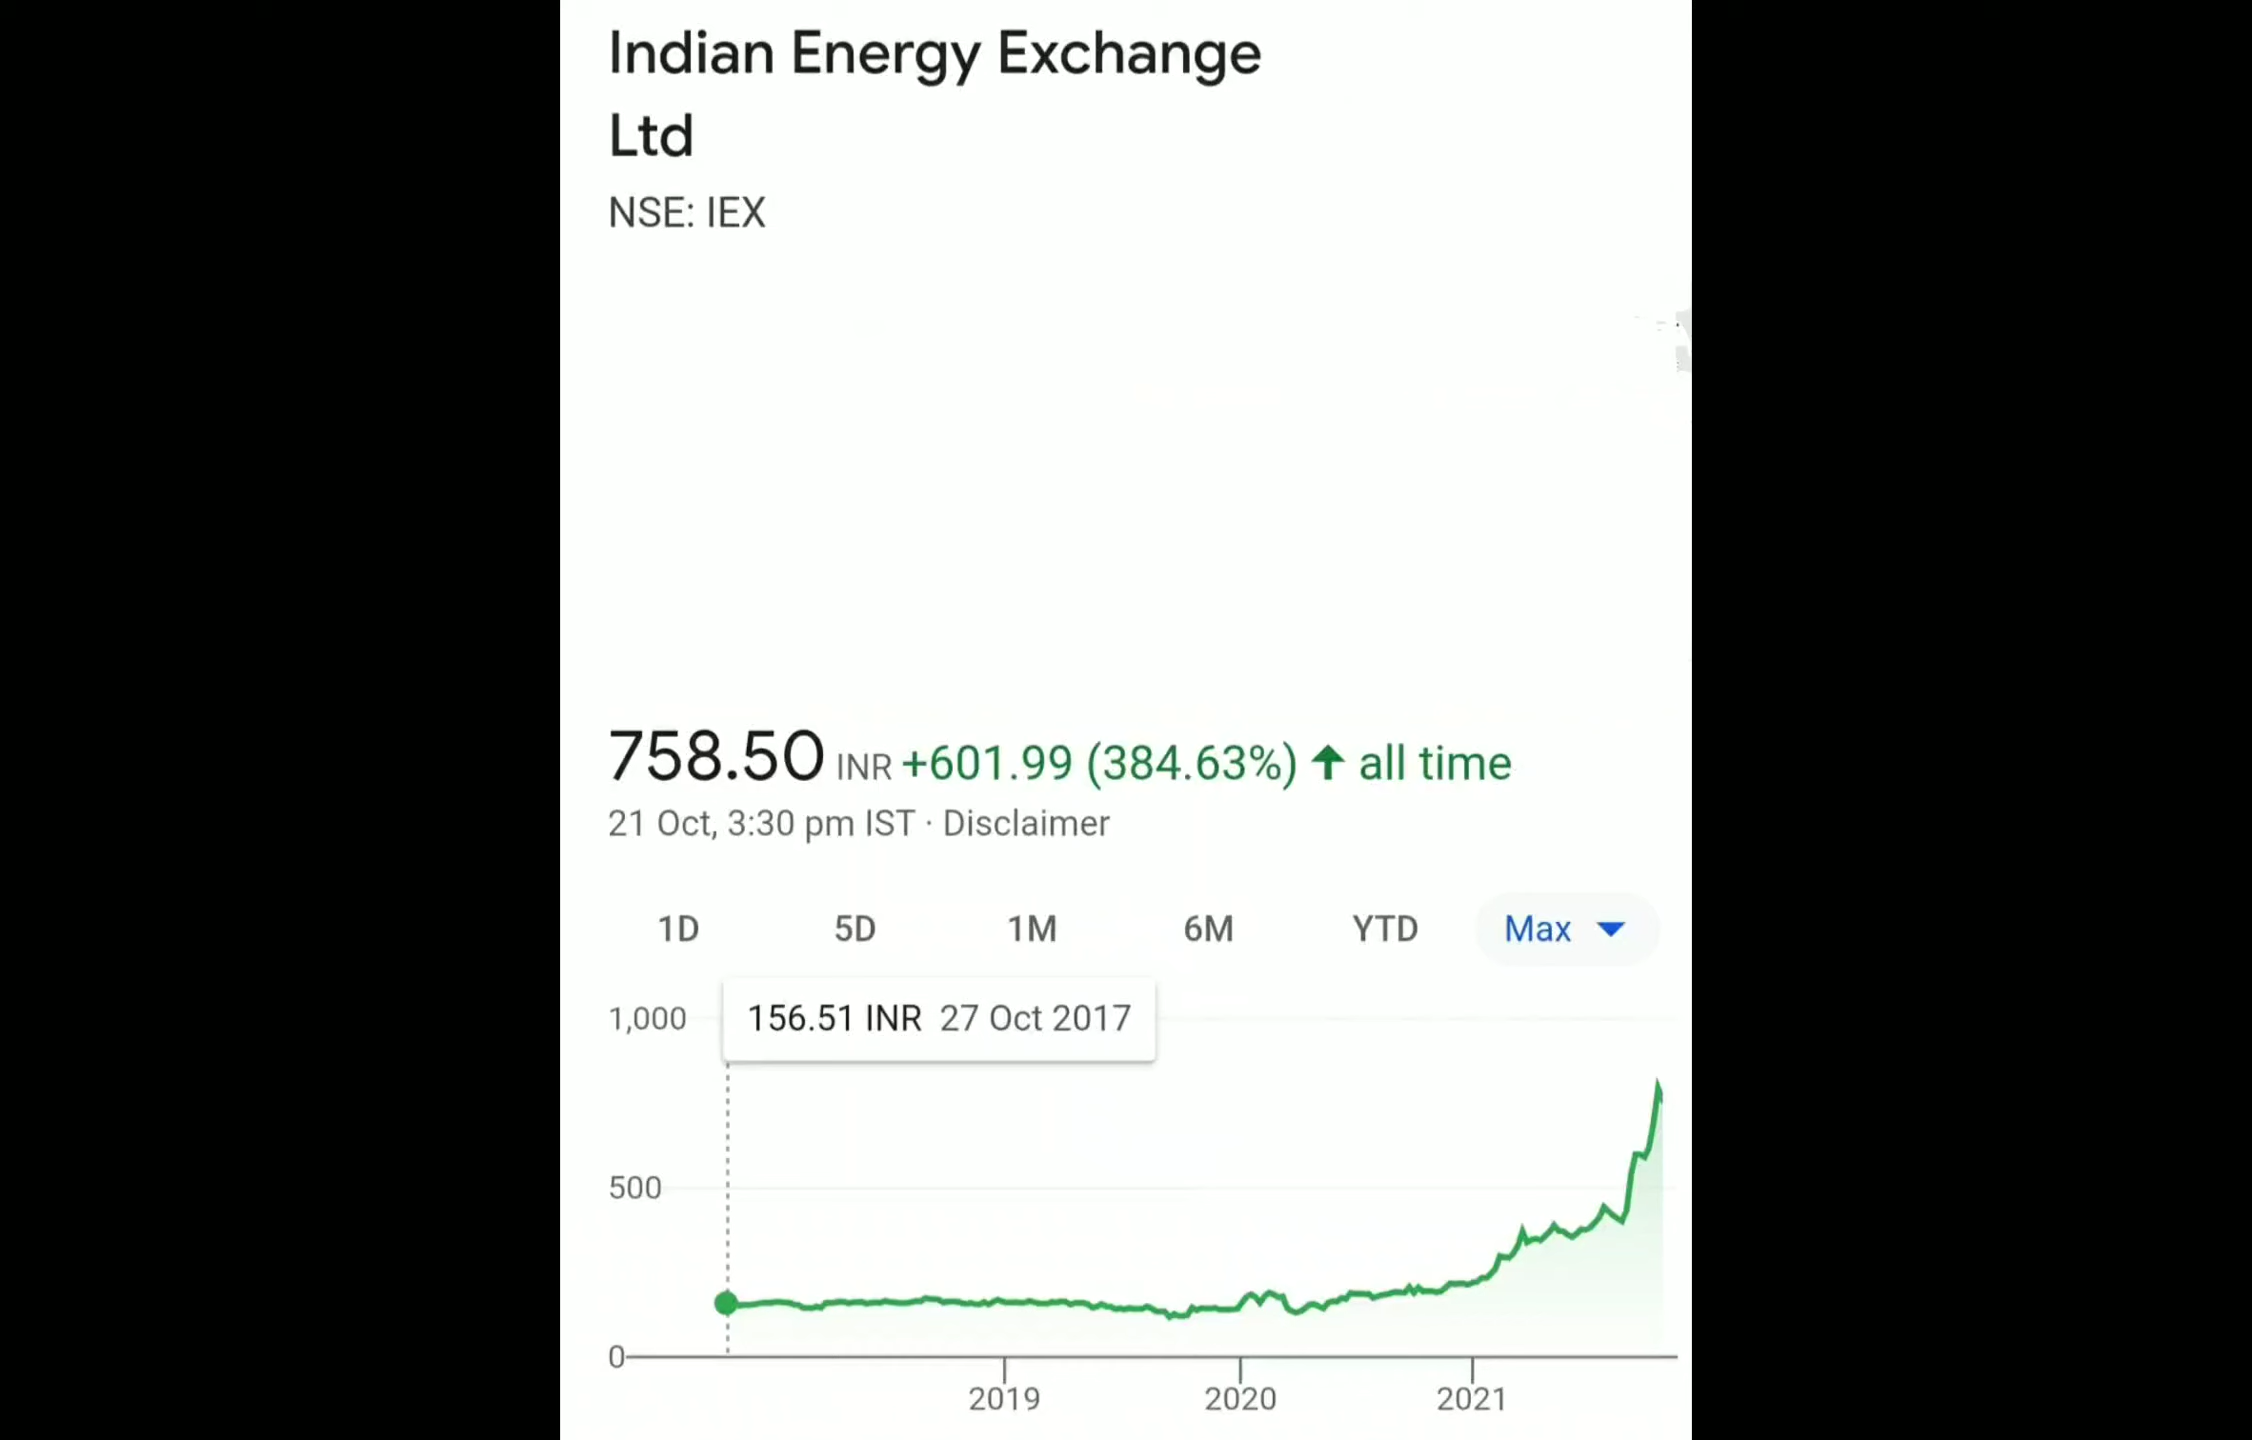 Indian Energy Exchange
Ltd
NSE: IEX
758.50 INR +601.99 (384.63%) ↑ all time
21 Oct, 3:30 pm IST · Disclaimer
1D 5D 1M 6M YTD Max
1,000 156.51 INR 27 Oct 2017
500
0
2019 2020 2021